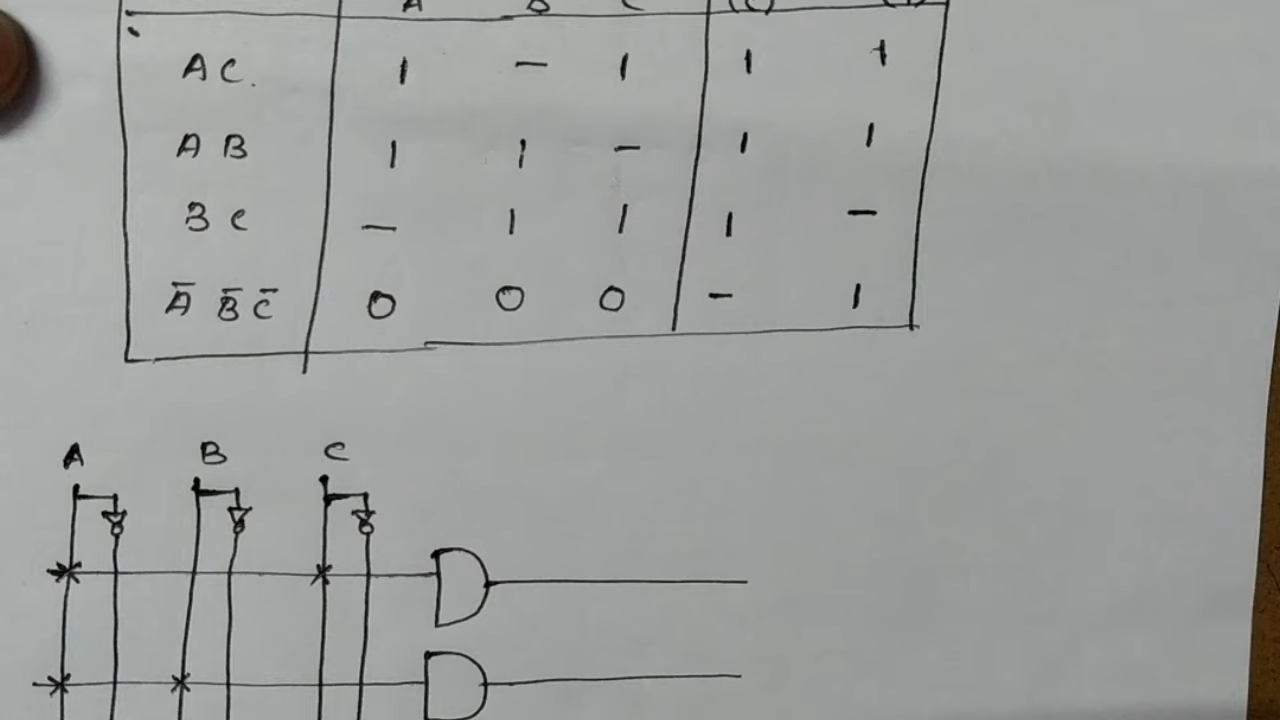 A B C (C) (T)
A C. 1 - 1 1 1
A B 1 1 - 1 1
B C - 1 1 1 -
Ā B̄ C̄ 0 0 0 - 1
A B C